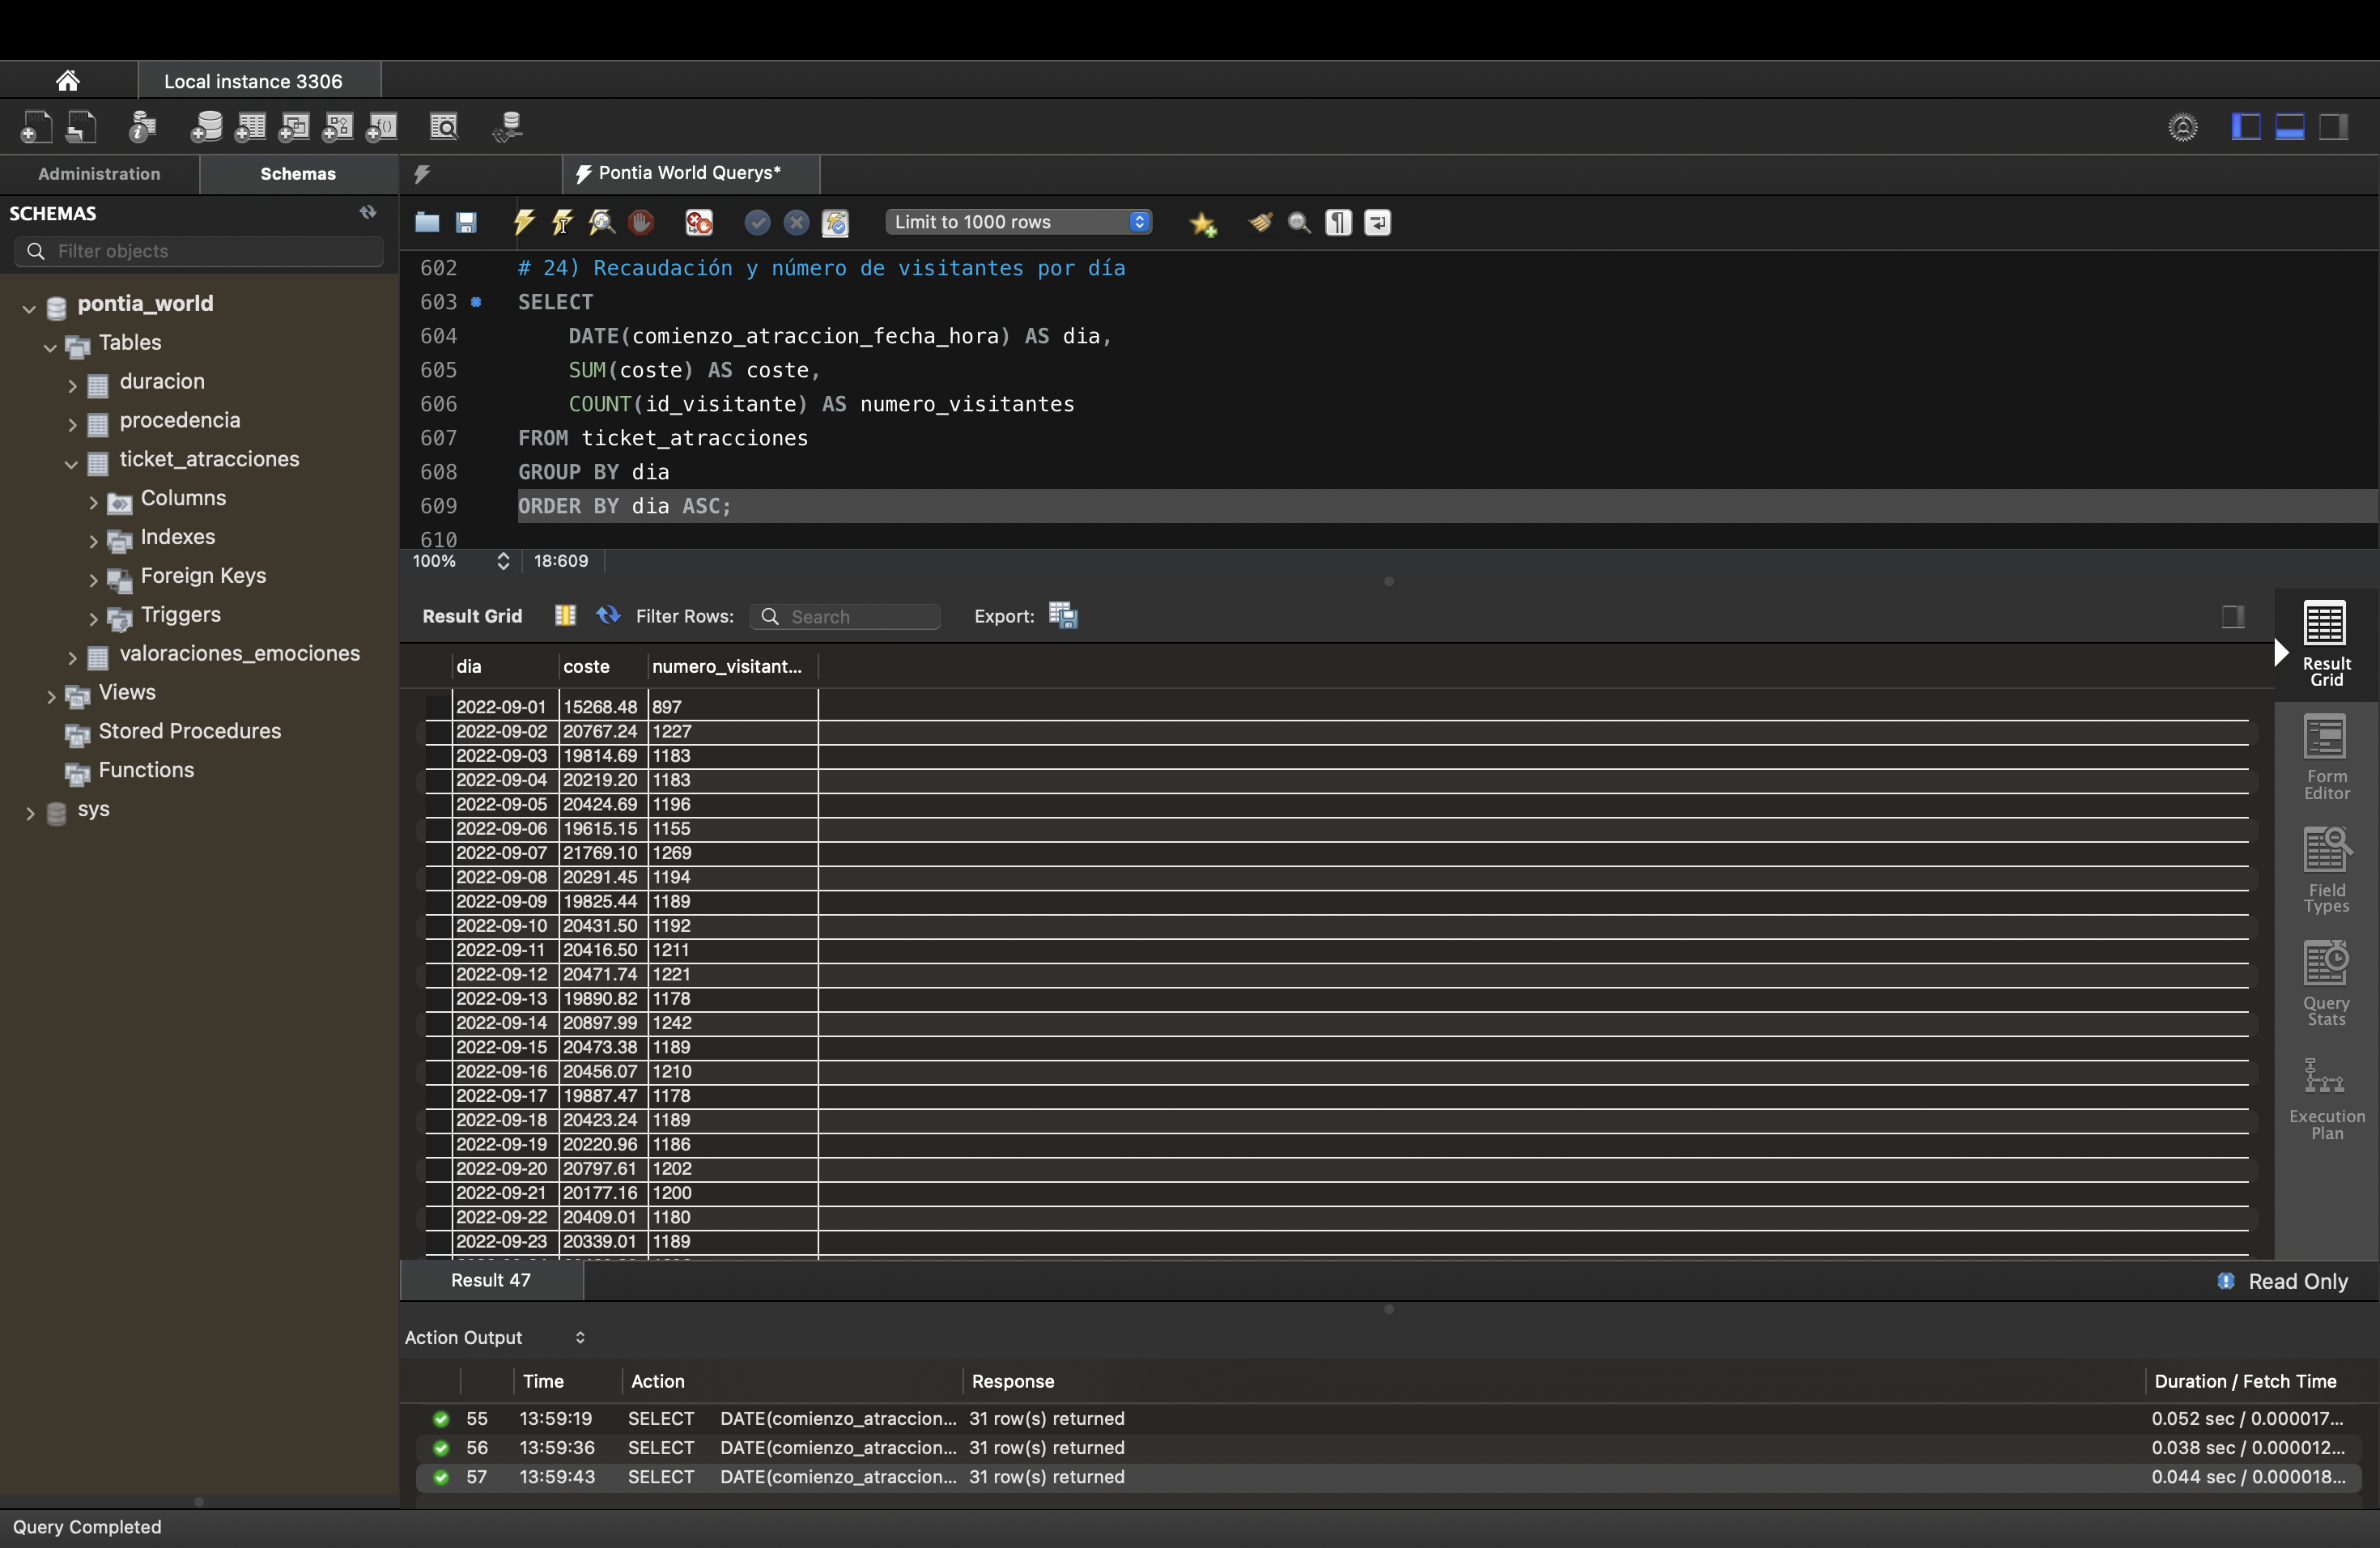 Local instance 3306
Administration
Schemas
Pontia World Querys*
SCHEMAS
Filter objects
Limit to 1000 rows
pontia_world
Tables
duracion
procedencia
ticket_atracciones
Columns
Indexes
Foreign Keys
Triggers
valoraciones_emociones
Views
Stored Procedures
Functions
sys
602 # 24) Recaudación y número de visitantes por día
603 SELECT
604 DATE(comienzo_atraccion_fecha_hora) AS dia,
605 SUM(coste) AS coste,
606 COUNT(id_visitante) AS numero_visitantes
607 FROM ticket_atracciones
608 GROUP BY dia
609 ORDER BY dia ASC;
610
100% 18:609
Result Grid Filter Rows: Search Export:
dia coste numero_visitant...
2022-09-01 15268.48 897
2022-09-02 20767.24 1227
2022-09-03 19814.69 1183
2022-09-04 20219.20 1183
2022-09-05 20424.69 1196
2022-09-06 19615.15 1155
2022-09-07 21769.10 1269
2022-09-08 20291.45 1194
2022-09-09 19825.44 1189
2022-09-10 20431.50 1192
2022-09-11 20416.50 1211
2022-09-12 20471.74 1221
2022-09-13 19890.82 1178
2022-09-14 20897.99 1242
2022-09-15 20473.38 1189
2022-09-16 20456.07 1210
2022-09-17 19887.47 1178
2022-09-18 20423.24 1189
2022-09-19 20220.96 1186
2022-09-20 20797.61 1202
2022-09-21 20177.16 1200
2022-09-22 20409.01 1180
2022-09-23 20339.01 1189
Result
Grid
Form
Editor
Field
Types
Query
Stats
Execution
Plan
Result 47
Read Only
Action Output
Time Action Response Duration / Fetch Time
55 13:59:19 SELECT DATE(comienzo_atraccion... 31 row(s) returned 0.052 sec / 0.000017...
56 13:59:36 SELECT DATE(comienzo_atraccion... 31 row(s) returned 0.038 sec / 0.000012...
57 13:59:43 SELECT DATE(comienzo_atraccion... 31 row(s) returned 0.044 sec / 0.000018...
Query Completed